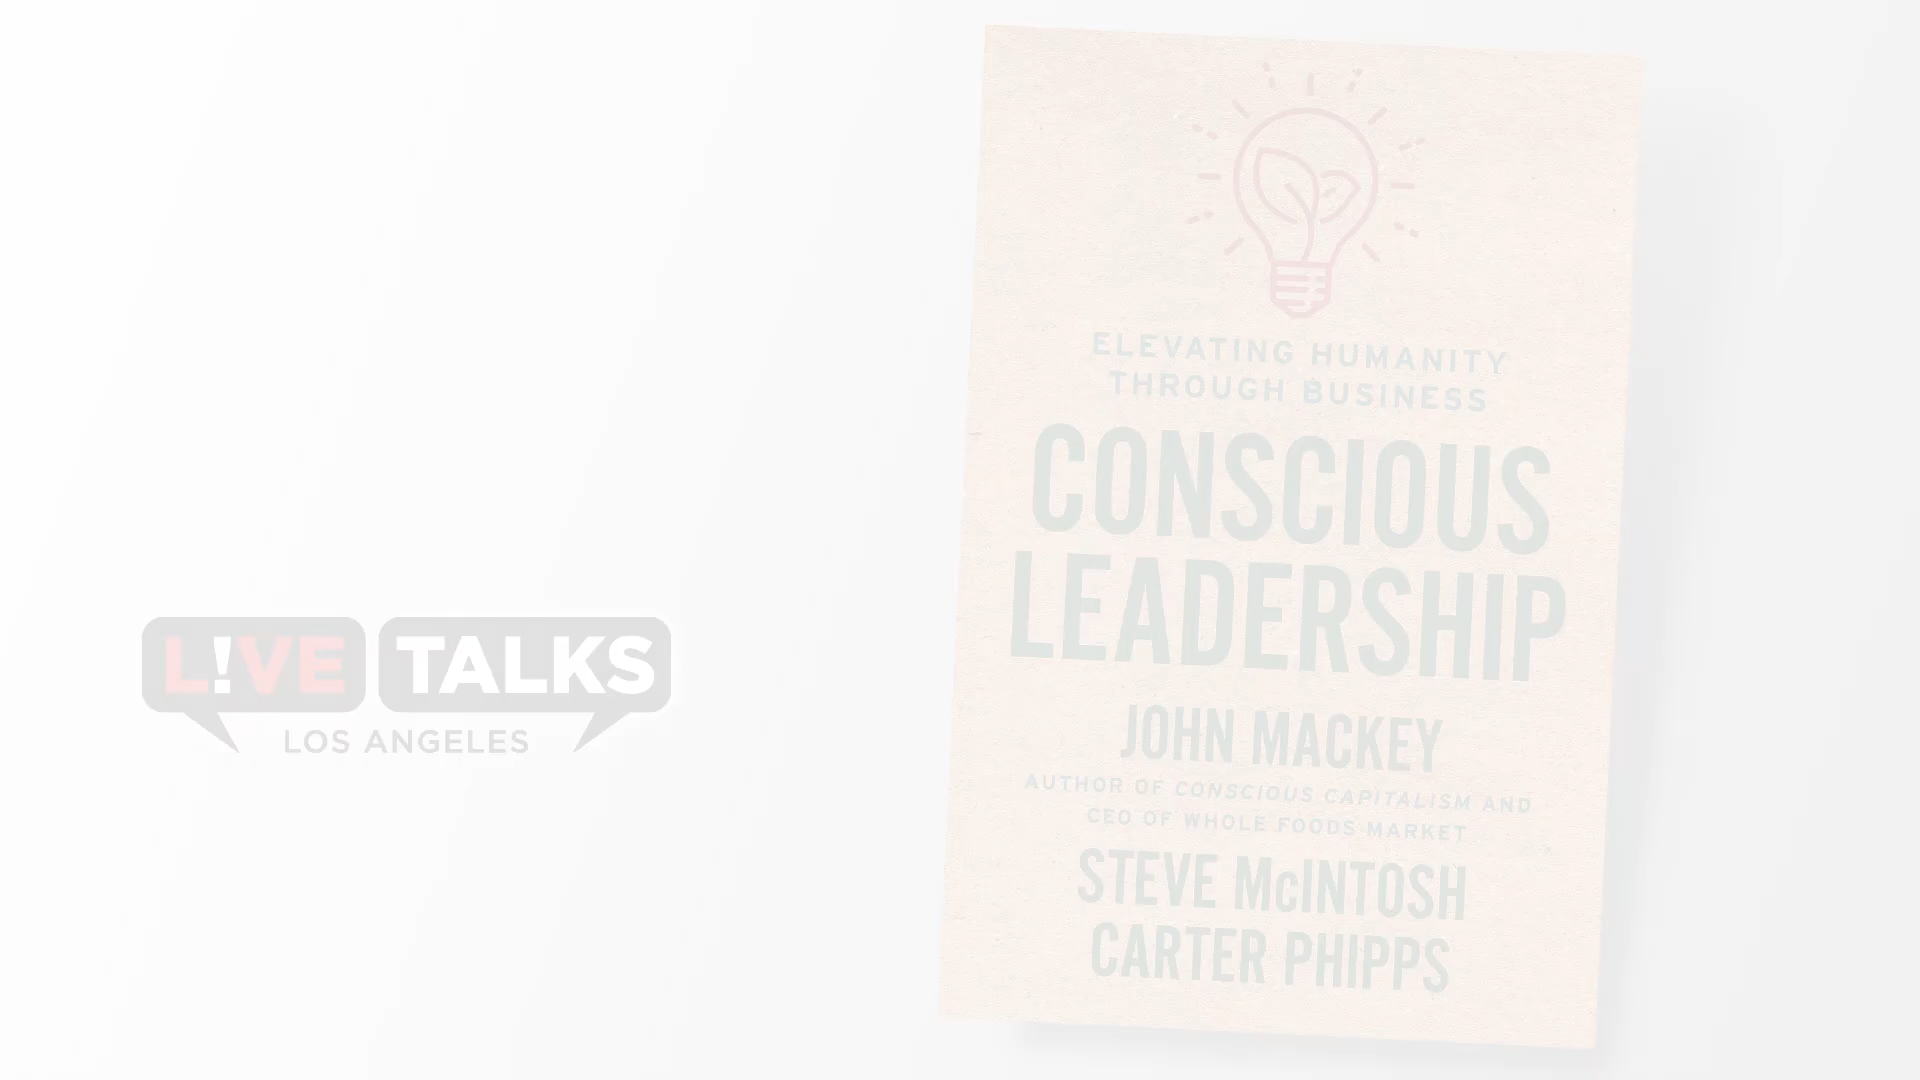 L!VE TALKS
LOS ANGELES
ELEVATING HUMANITY
THROUGH BUSINESS
CONSCIOUS
LEADERSHIP
JOHN MACKEY
AUTHOR OF CONSCIOUS CAPITALISM AND
CEO OF WHOLE FOODS MARKET
STEVE McINTOSH
CARTER PHIPPS